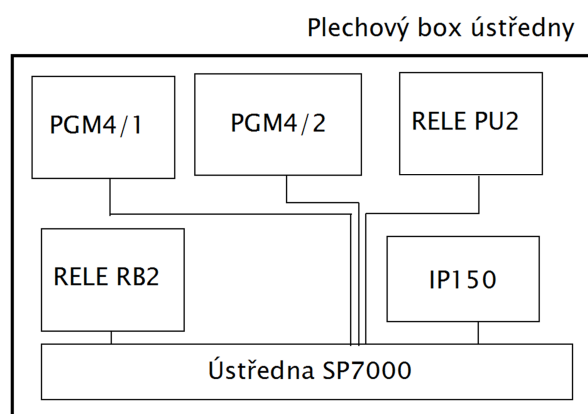 Plechový box ústředny
PGM4/1
PGM4/2
RELE PU2
RELE RB2
IP150
Ústředna SP7000